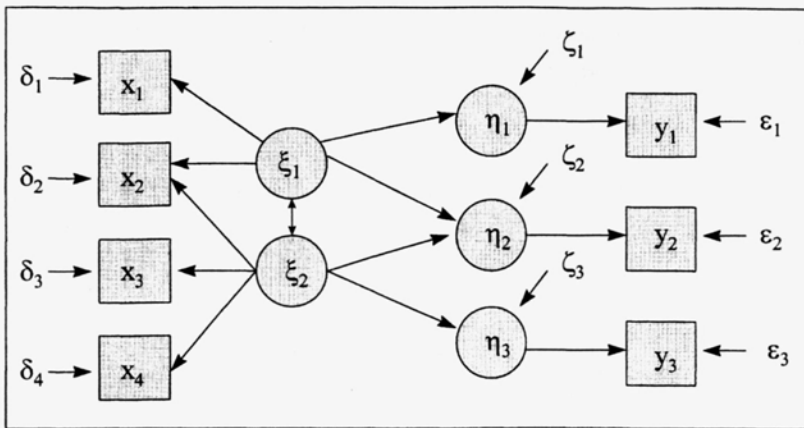 ζ₁
δ₁ x₁ η₁ y₁ ε₁
ξ₁ ζ₂
δ₂ x₂ η₂ y₂ ε₂
δ₃ x₃ ξ₂ ζ₃
δ₄ x₄ η₃ y₃ ε₃